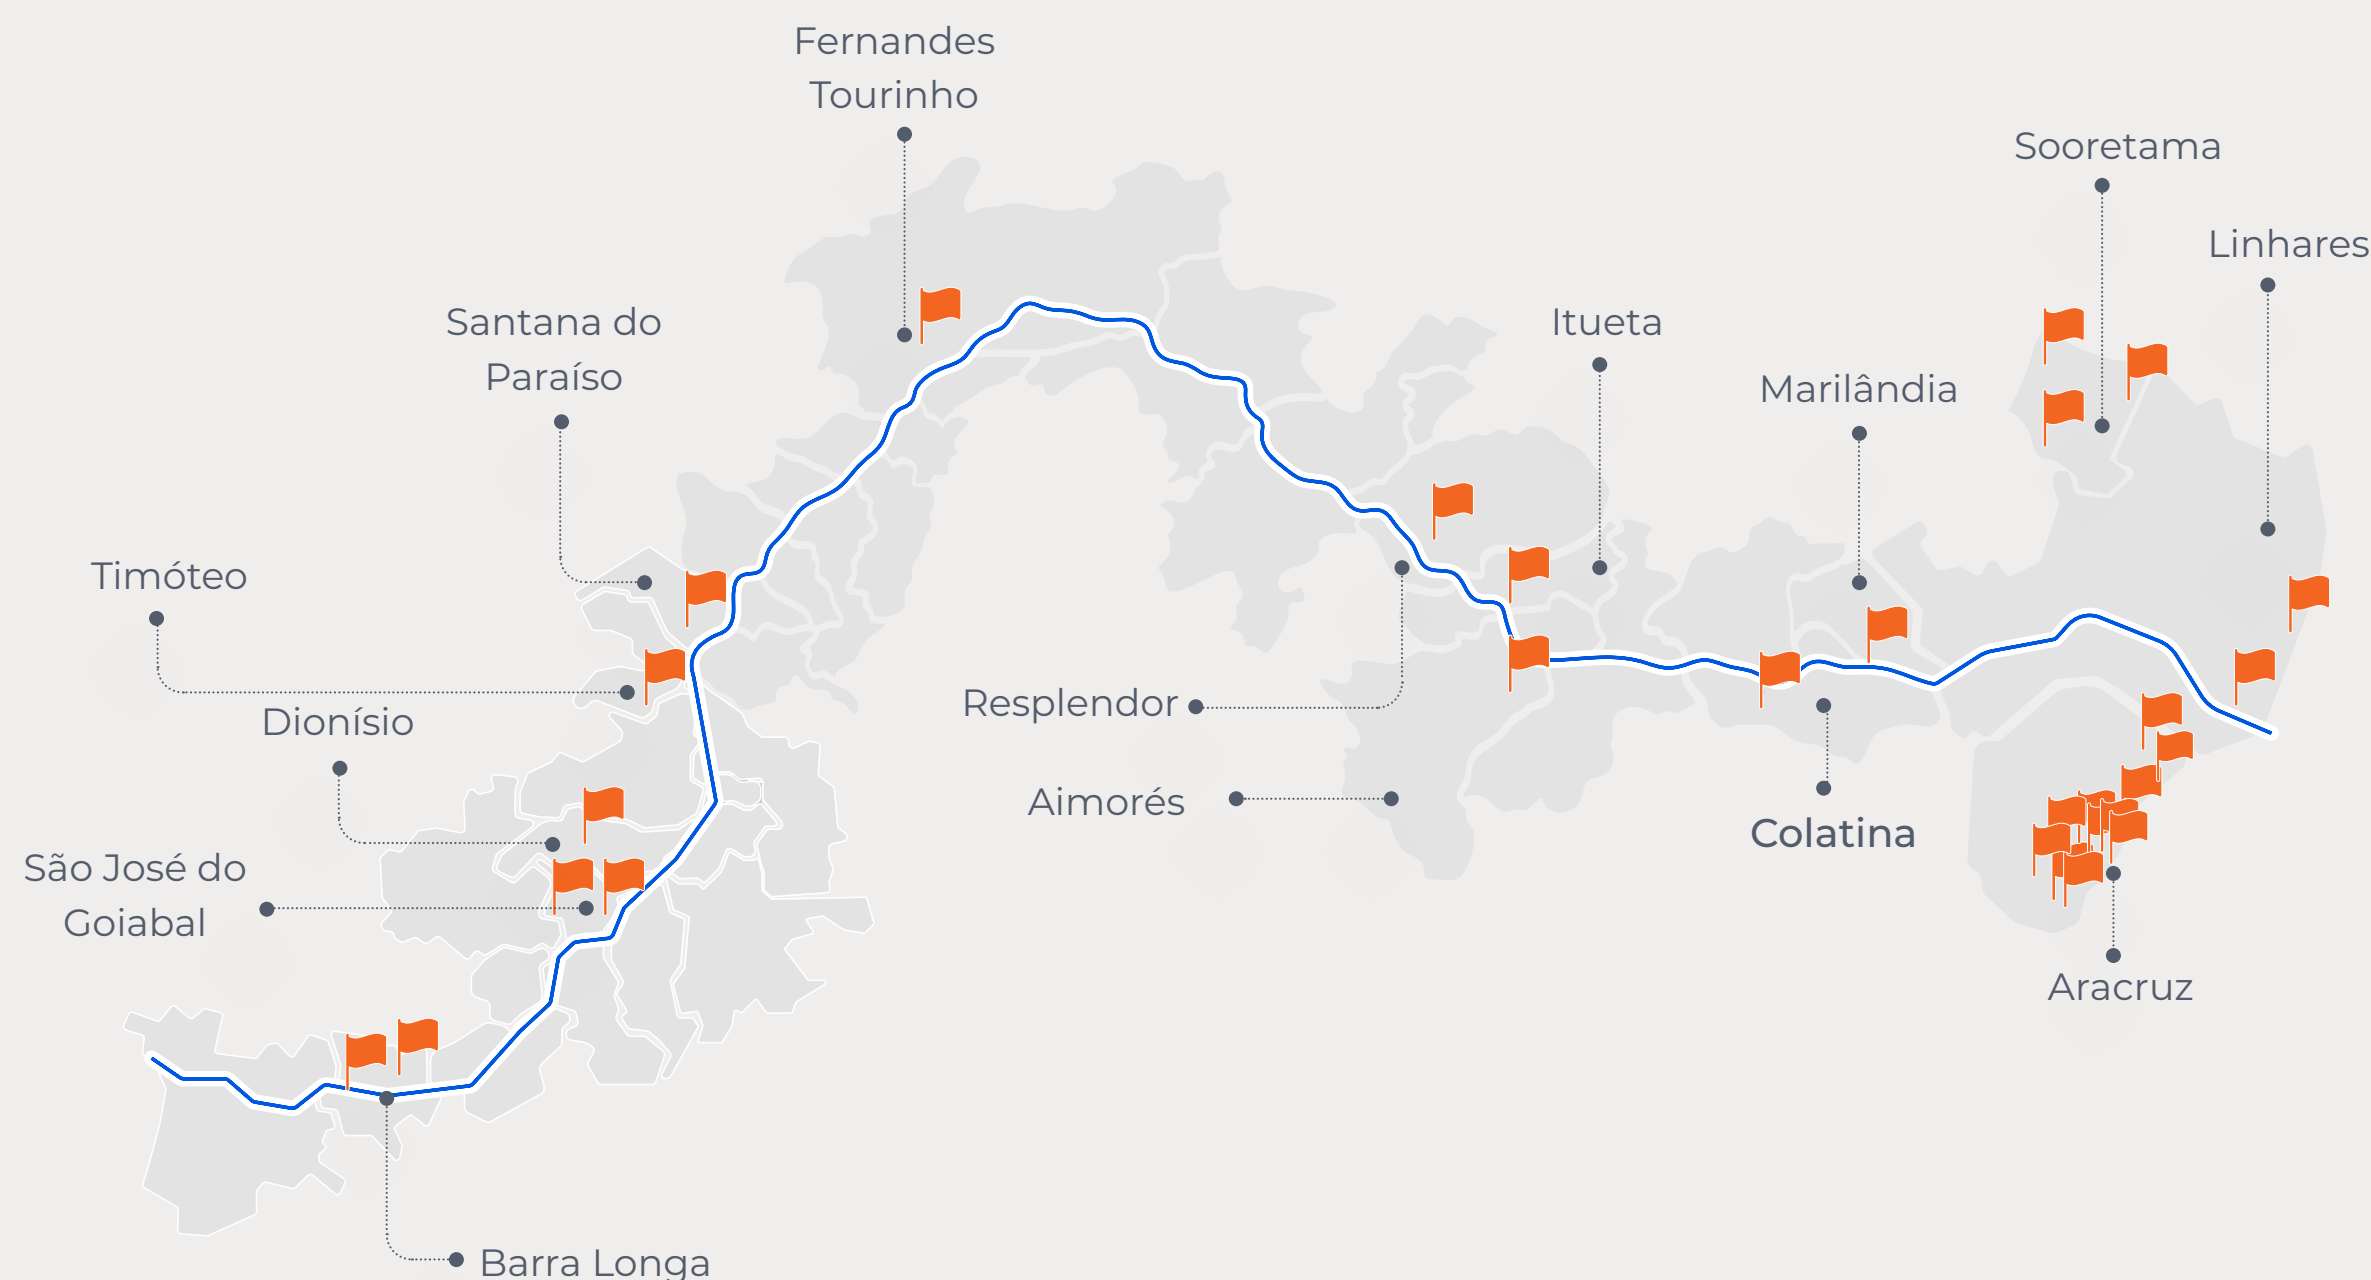 Fernandes
Tourinho
Sooretama
Linhares
Santana do
Paraíso
Itueta
Marilândia
Timóteo
Resplendor
Dionísio
Aimorés
Colatina
São José do
Goiabal
Aracruz
Barra Longa